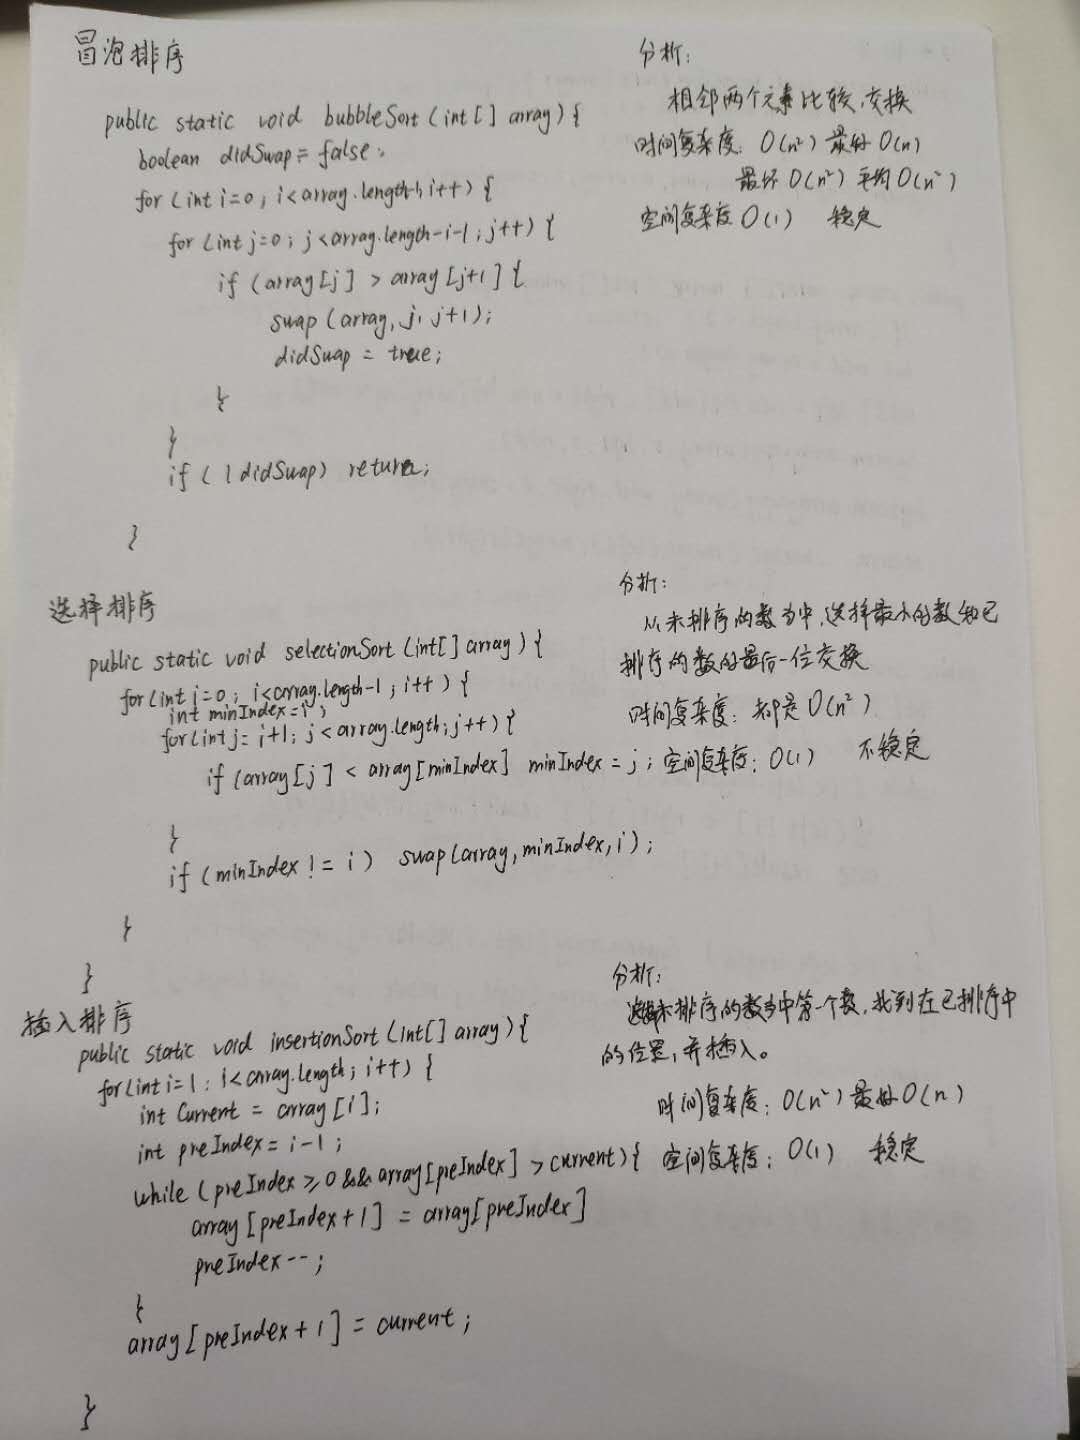 冒泡排序
public static void bubbleSort (int[] array) {
boolean didSwap = false;
for (int i=0; i<array.length-1; i++) {
for (int j=0; j<array.length-i-1; j++) {
if (array[j] > array[j+1] {
swap (array, j, j+1);
didSwap = true;
}
}
if (!didSwap) return;
}
分析:
相邻两个元素比较,交换
时间复杂度: O(n²) 最好 O(n)
最坏 O(n²) 平均 O(n²)
空间复杂度 O(1) 稳定
选择排序
public static void selectionSort (int[] array) {
for (int i=0; i<array.length-1; i++) {
int minIndex=i;
for (int j=i+1; j<array.length; j++) {
if (array[j] < array[minIndex] minIndex = j;
}
if (minIndex != i) swap(array, minIndex, i);
}
}
分析:
从未排序的数当中,选择最小的数和已
排序的数的最后一位交换
时间复杂度: 都是 O(n²)
空间复杂度: O(1) 不稳定
插入排序
public static void insertionSort (int[] array) {
for (int i=1; i<array.length; i++) {
int Current = array[i];
int preIndex = i-1;
while (preIndex ≥0 && array[preIndex] > current) {
array [preIndex+1] = array[preIndex]
preIndex--;
}
array[preIndex+1] = current;
}
分析:
未排序的数当中第一个数,找到在已排序中
的位置,并插入。
时间复杂度: O(n²) 最好 O(n)
空间复杂度: O(1) 稳定